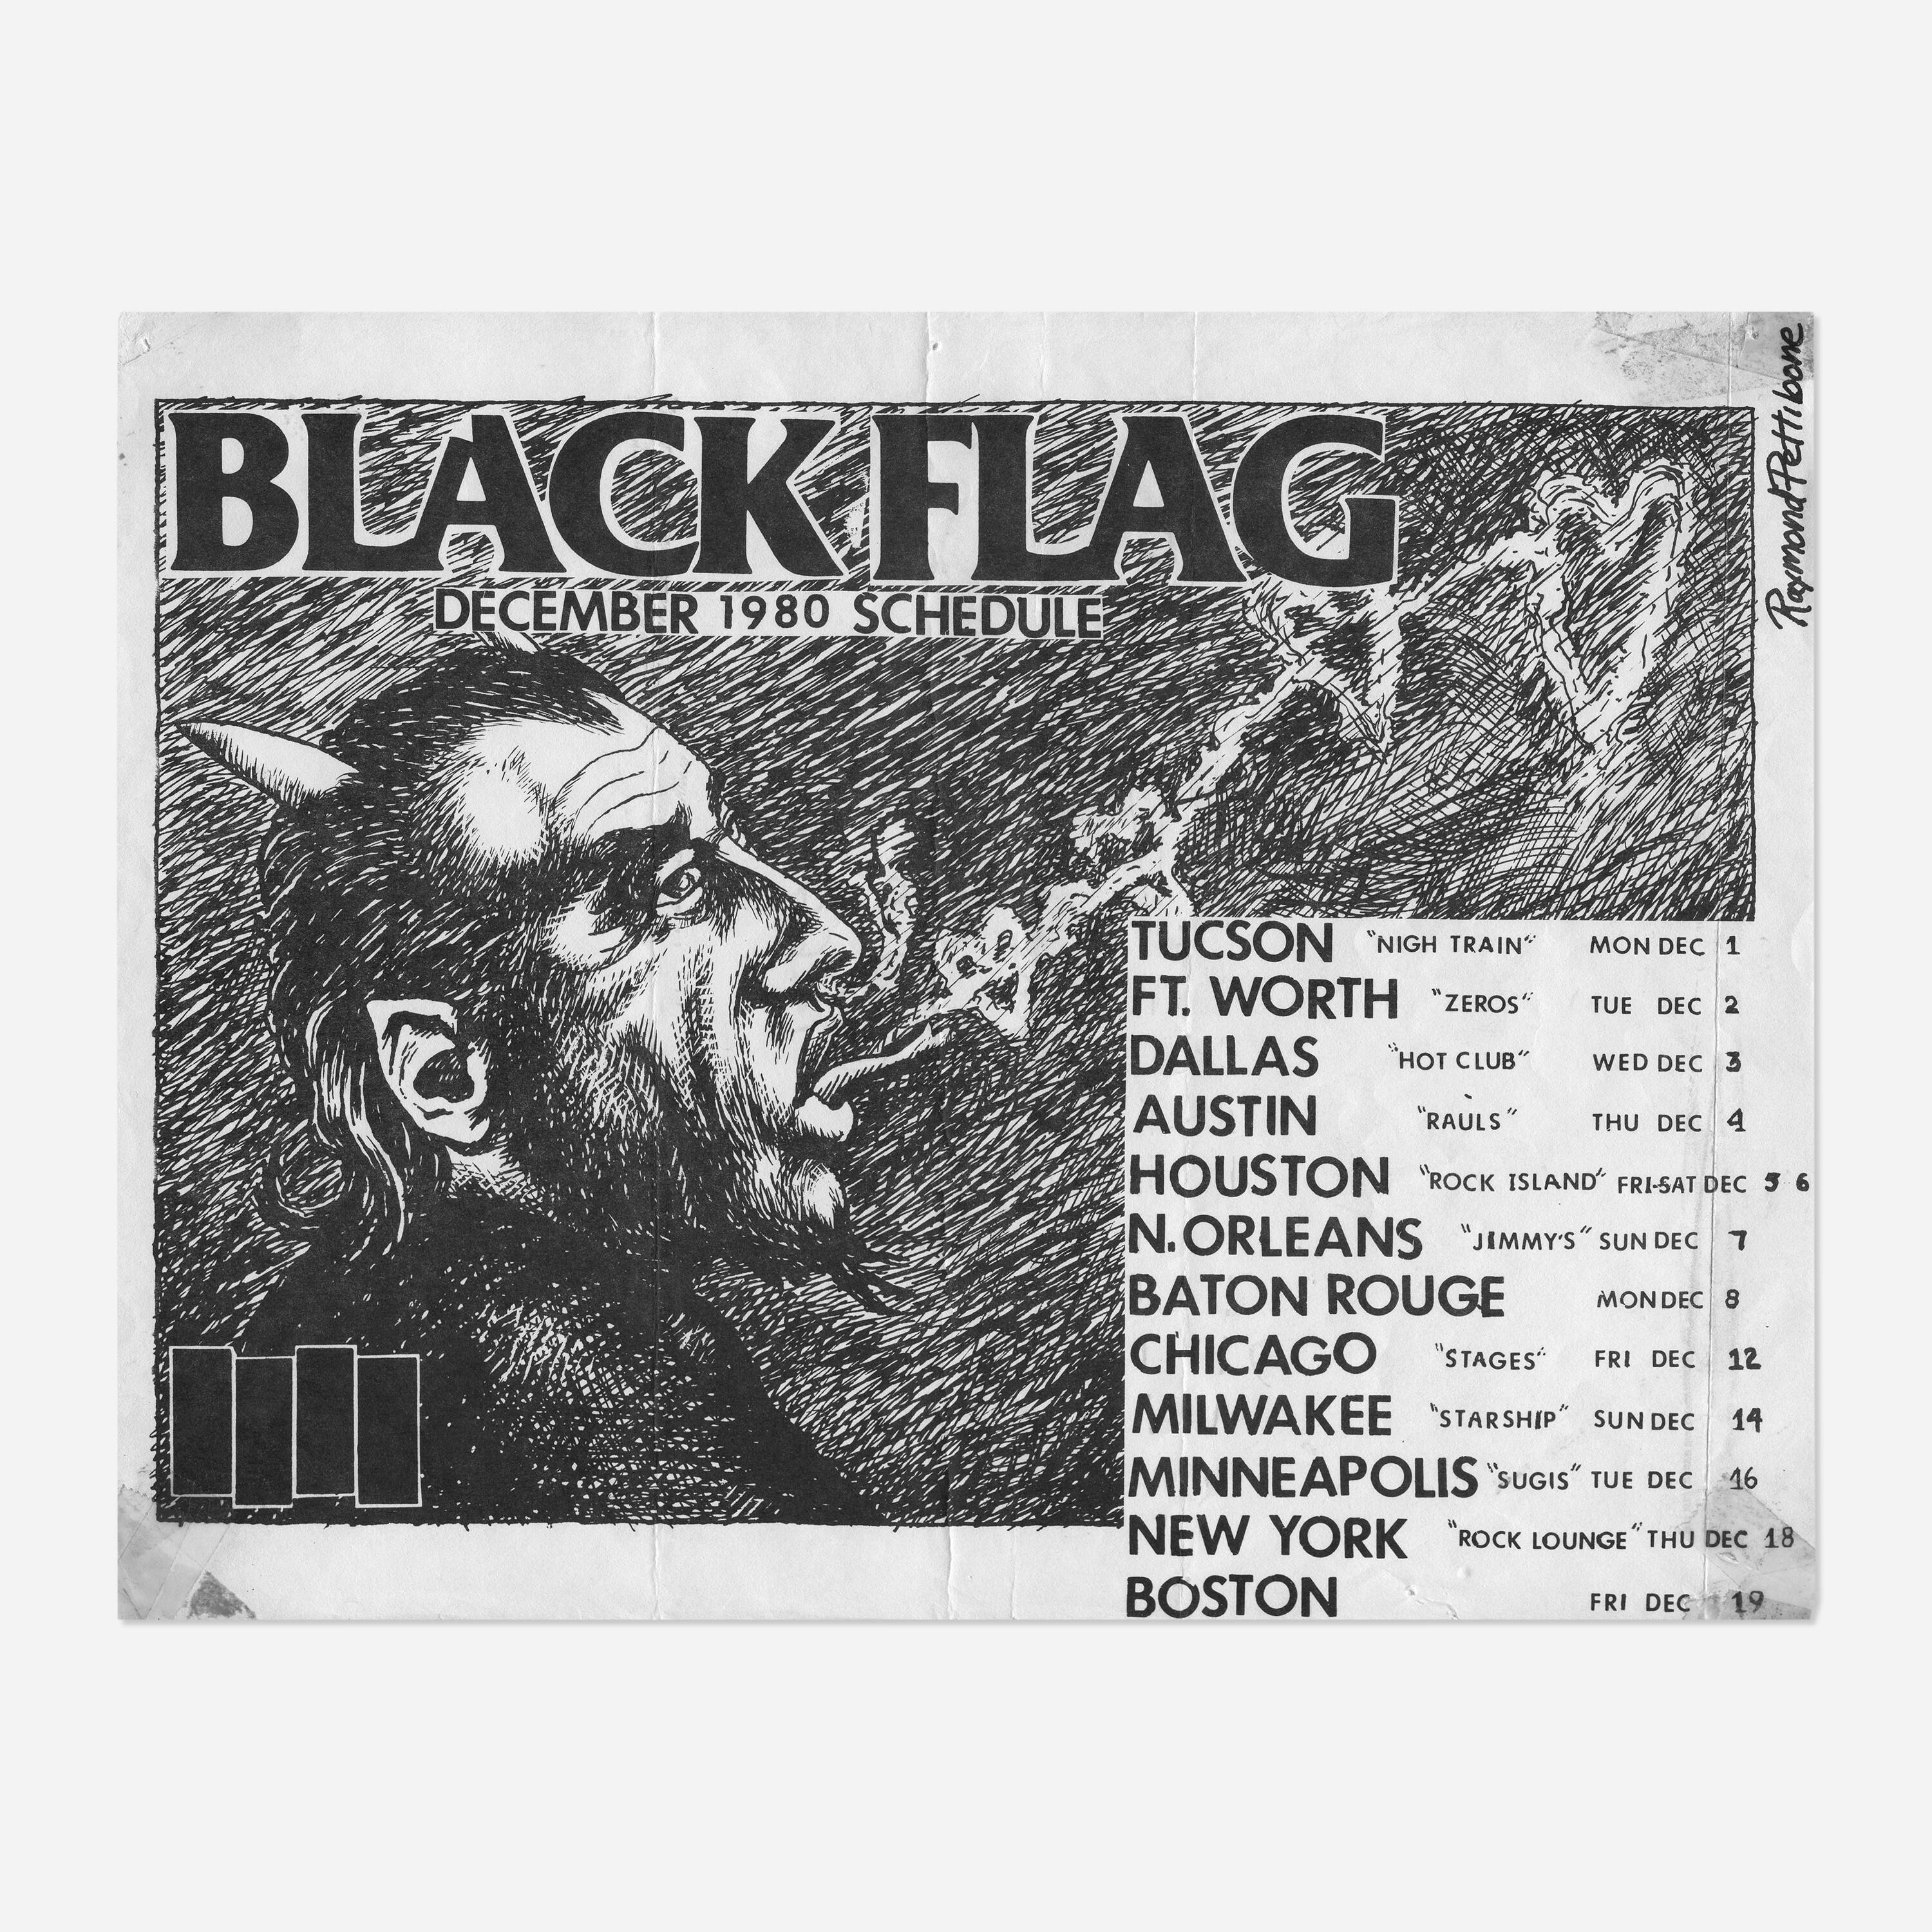 BLACK FLAG
DECEMBER 1980 SCHEDULE
Raymond Pettibone
TUCSON "NIGH TRAIN" MON DEC 1
FT. WORTH "ZEROS" TUE DEC 2
DALLAS "HOT CLUB" WED DEC 3
AUSTIN "RAULS" THU DEC 4
HOUSTON "ROCK ISLAND" FRI-SAT DEC 5 6
N. ORLEANS "JIMMY'S" SUN DEC 7
BATON ROUGE MON DEC 8
CHICAGO "STAGES" FRI DEC 12
MILWAKEE "STARSHIP" SUN DEC 14
MINNEAPOLIS "SUGIS" TUE DEC 16
NEW YORK "ROCK LOUNGE" THU DEC 18
BOSTON FRI DEC 19